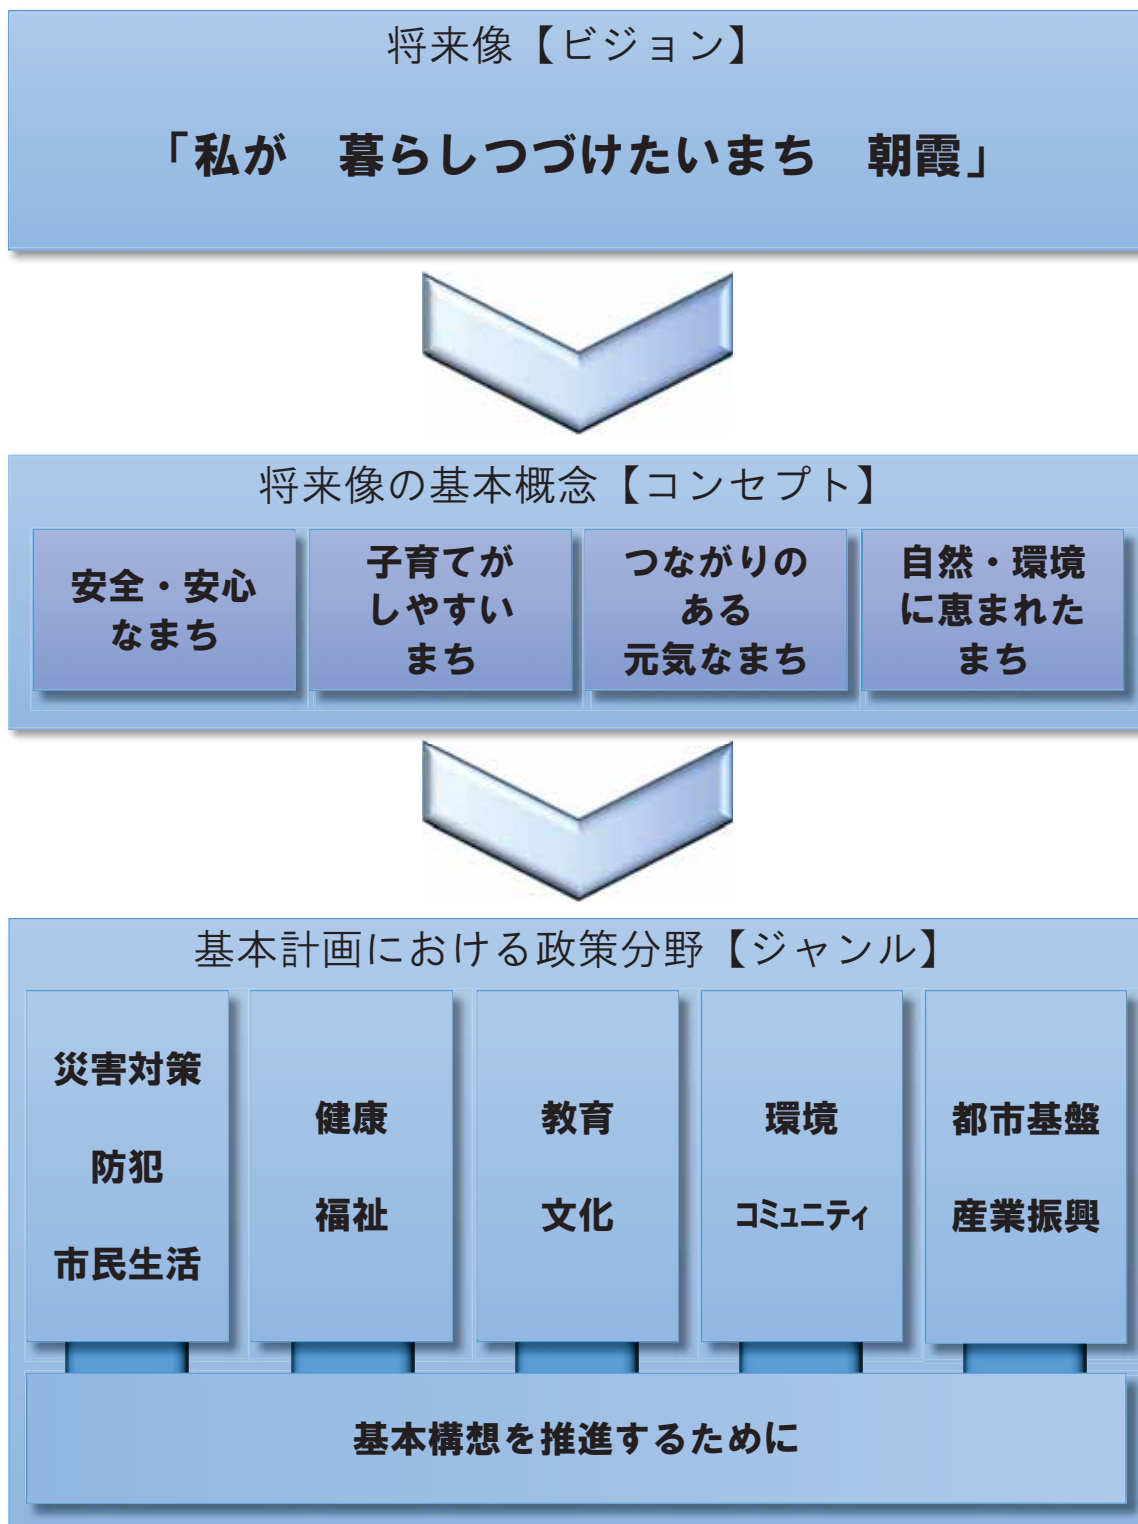 将来像【ビジョン】
「私が　暮らしつづけたいまち　朝霞」
将来像の基本概念【コンセプト】
安全・安心
なまち
子育てが
しやすい
まち
つながりの
ある
元気なまち
自然・環境
に恵まれた
まち
基本計画における政策分野【ジャンル】
災害対策
防犯
市民生活
健康
福祉
教育
文化
環境
コミュニティ
都市基盤
産業振興
基本構想を推進するために